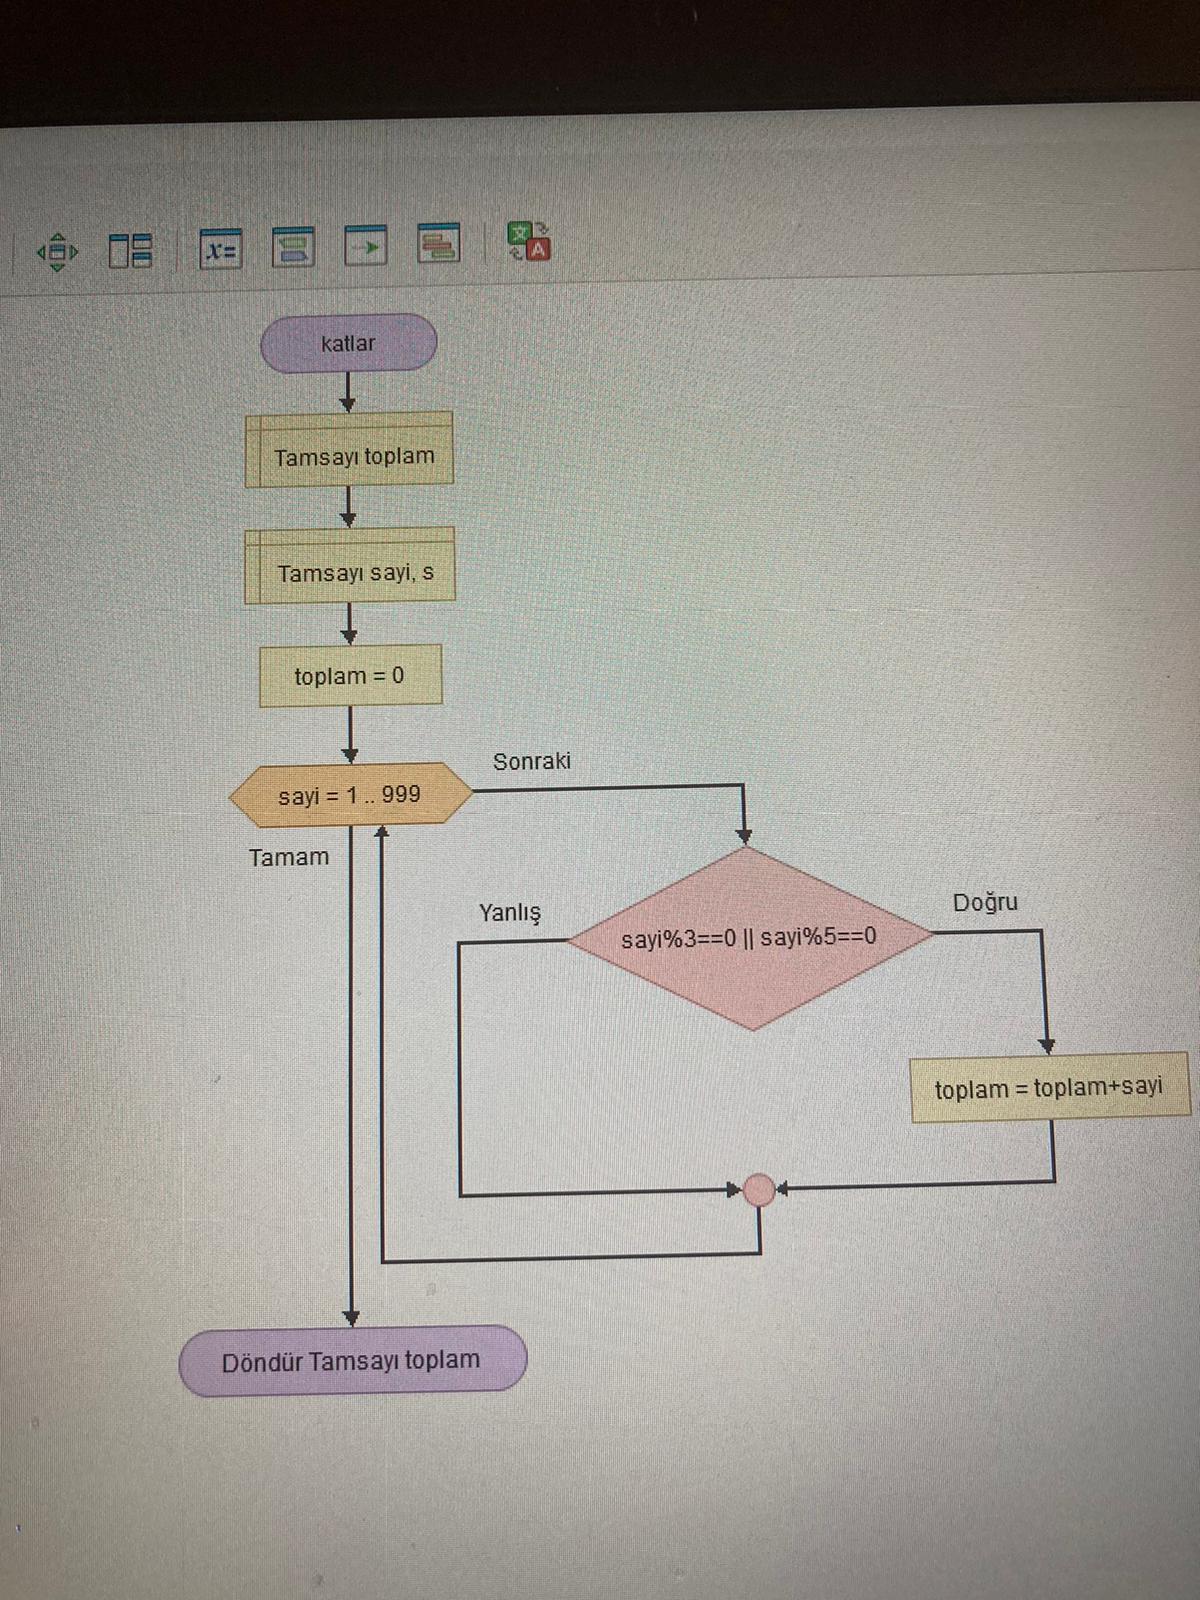 x=
文
A
katlar
Tamsayı toplam
Tamsayı sayi, s
toplam = 0
Sonraki
sayi = 1 .. 999
Tamam
Yanlış
Doğru
sayi%3==0 || sayi%5==0
toplam = toplam+sayi
Döndür Tamsayı toplam